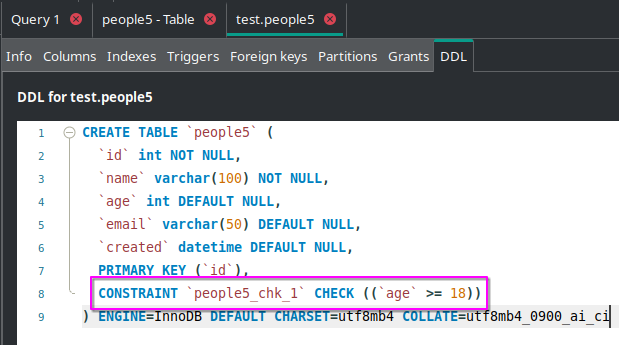 Query 1 people5 - Table test.people5
Info Columns Indexes Triggers Foreign keys Partitions Grants DDL
DDL for test.people5
1 CREATE TABLE `people5` (
2 `id` int NOT NULL,
3 `name` varchar(100) NOT NULL,
4 `age` int DEFAULT NULL,
5 `email` varchar(50) DEFAULT NULL,
6 `created` datetime DEFAULT NULL,
7 PRIMARY KEY (`id`),
8 CONSTRAINT `people5_chk_1` CHECK ((`age` >= 18))
9 ) ENGINE=InnoDB DEFAULT CHARSET=utf8mb4 COLLATE=utf8mb4_0900_ai_ci